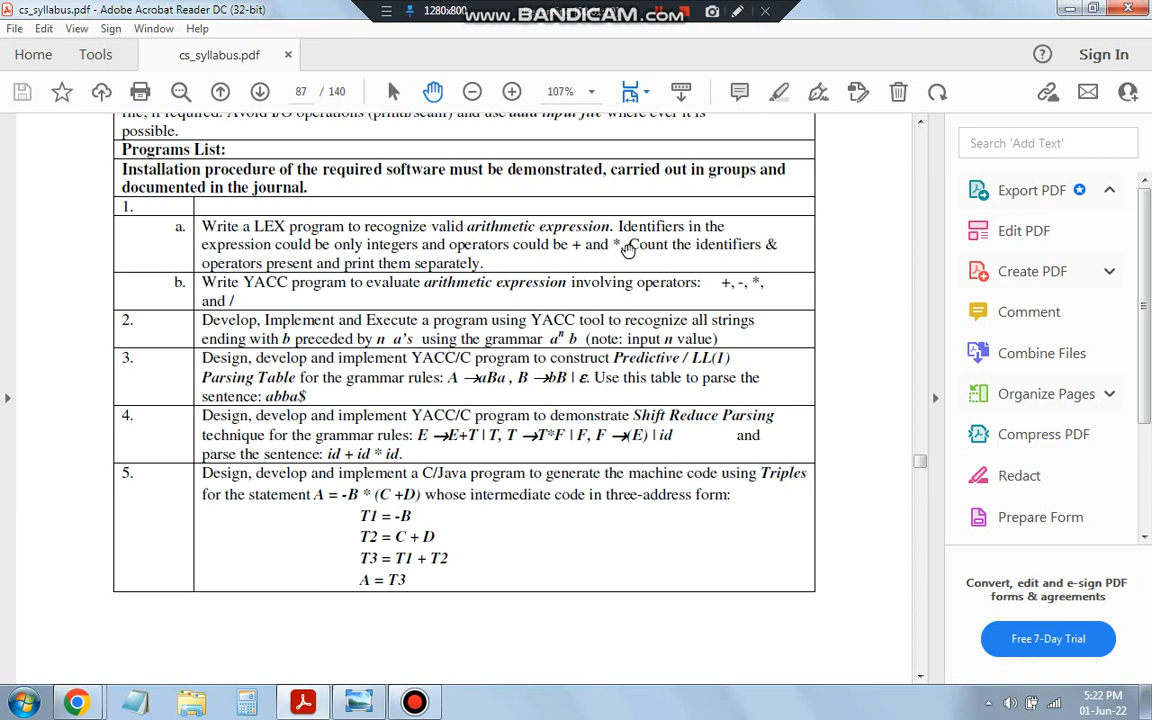 cs_syllabus.pdf - Adobe Acrobat Reader DC (32-bit)
1280x800
www.BANDICAM.com
File Edit View Sign Window Help
Home Tools cs_syllabus.pdf × Sign In
87 / 140 107%
possible.
Programs List:
Installation procedure of the required software must be demonstrated, carried out in groups and
documented in the journal.
1.
a. Write a LEX program to recognize valid arithmetic expression. Identifiers in the
expression could be only integers and operators could be + and *. Count the identifiers &
operators present and print them separately.
b. Write YACC program to evaluate arithmetic expression involving operators: +, -, *,
and /
2. Develop, Implement and Execute a program using YACC tool to recognize all strings
ending with b preceded by n a's using the grammar aⁿ b (note: input n value)
3. Design, develop and implement YACC/C program to construct Predictive / LL(1)
Parsing Table for the grammar rules: A →aBa , B →bB | ε. Use this table to parse the
sentence: abba$
4. Design, develop and implement YACC/C program to demonstrate Shift Reduce Parsing
technique for the grammar rules: E →E+T | T, T →T*F | F, F →(E) | id and
parse the sentence: id + id * id.
5. Design, develop and implement a C/Java program to generate the machine code using Triples
for the statement A = -B * (C +D) whose intermediate code in three-address form:
T1 = -B
T2 = C + D
T3 = T1 + T2
A = T3
Search 'Add Text'
Export PDF
Edit PDF
Create PDF
Comment
Combine Files
Organize Pages
Compress PDF
Redact
Prepare Form
Convert, edit and e-sign PDF
forms & agreements
Free 7-Day Trial
5:22 PM
01-Jun-22